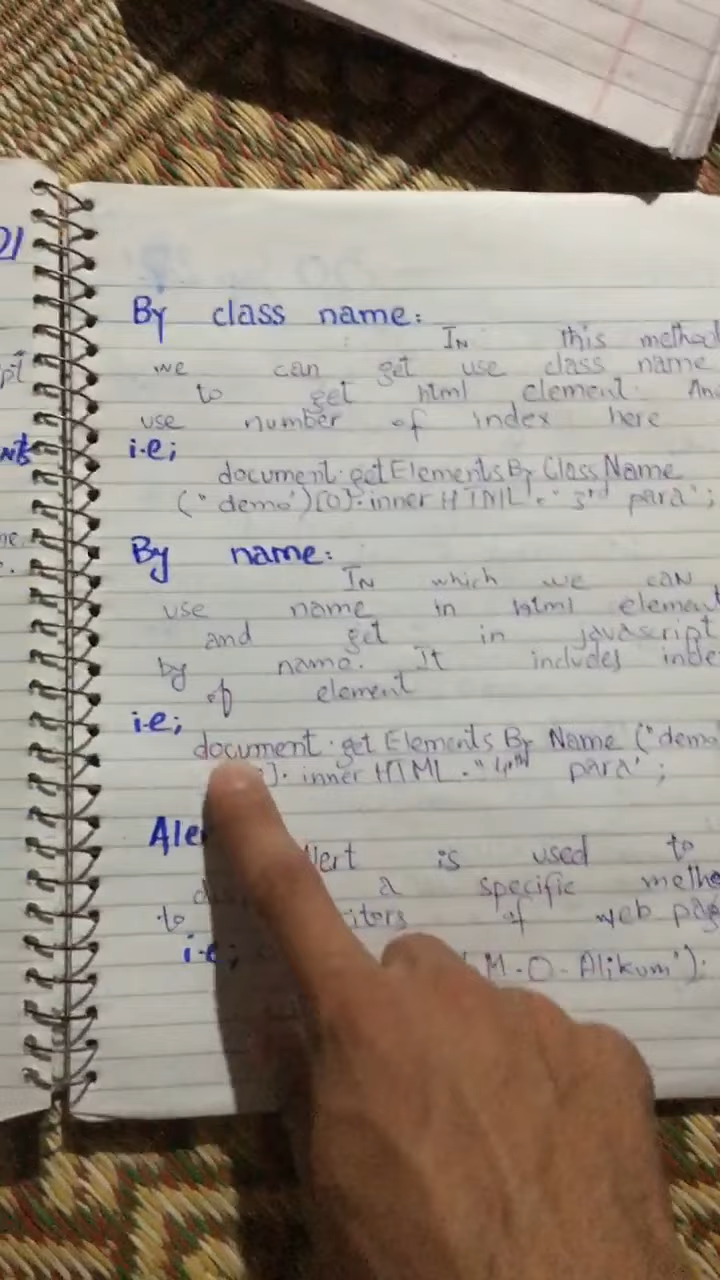 By class name:
In this method
we can get use class name
to get html element. And
use number of index here
i.e;
document.getElementsByClassName
("demo")[0].innerHTML = "3rd para";
By name:
In which we can
use name in html element
and get in javascript
by name. It includes inde
of element
i.e;
document.getElementsByName ("demo
]. innerHTML = "4th para";
Ale
Alert is used to
a specific metho
to itors of web pag
i.e; M-O-Alikum").